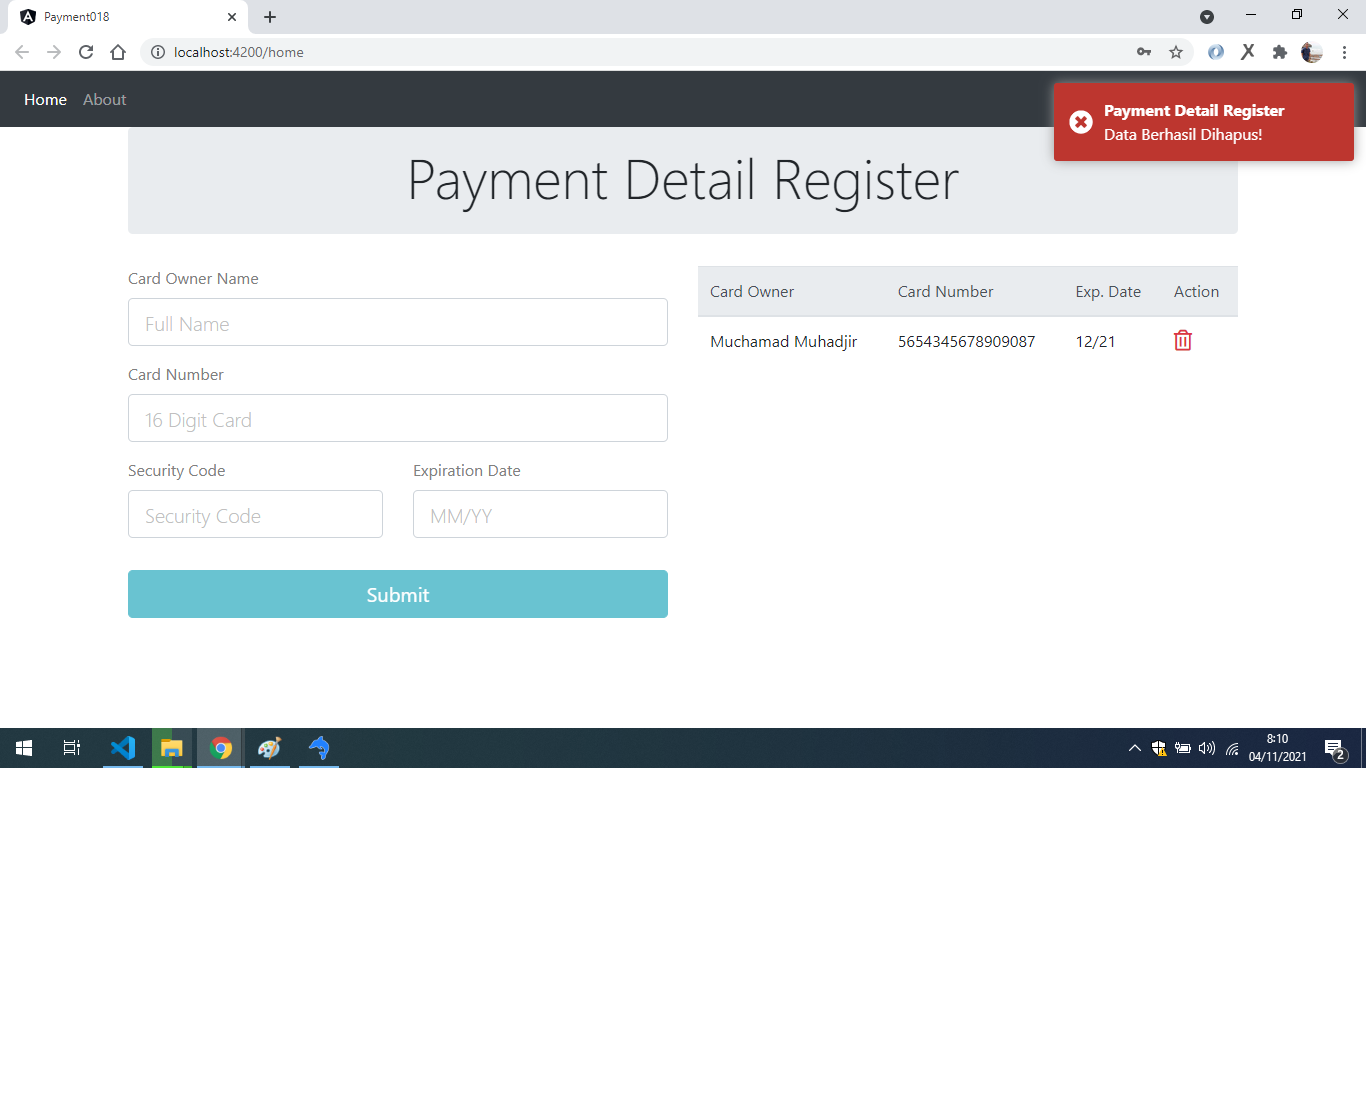 Payment018
localhost:4200/home
Home About
Payment Detail Register
Data Berhasil Dihapus!
Payment Detail Register
Card Owner Name
Full Name
Card Number
16 Digit Card
Security Code Expiration Date
Security Code MM/YY
Submit
Card Owner Card Number Exp. Date Action
Muchamad Muhadjir 5654345678909087 12/21
8:10
04/11/2021
2